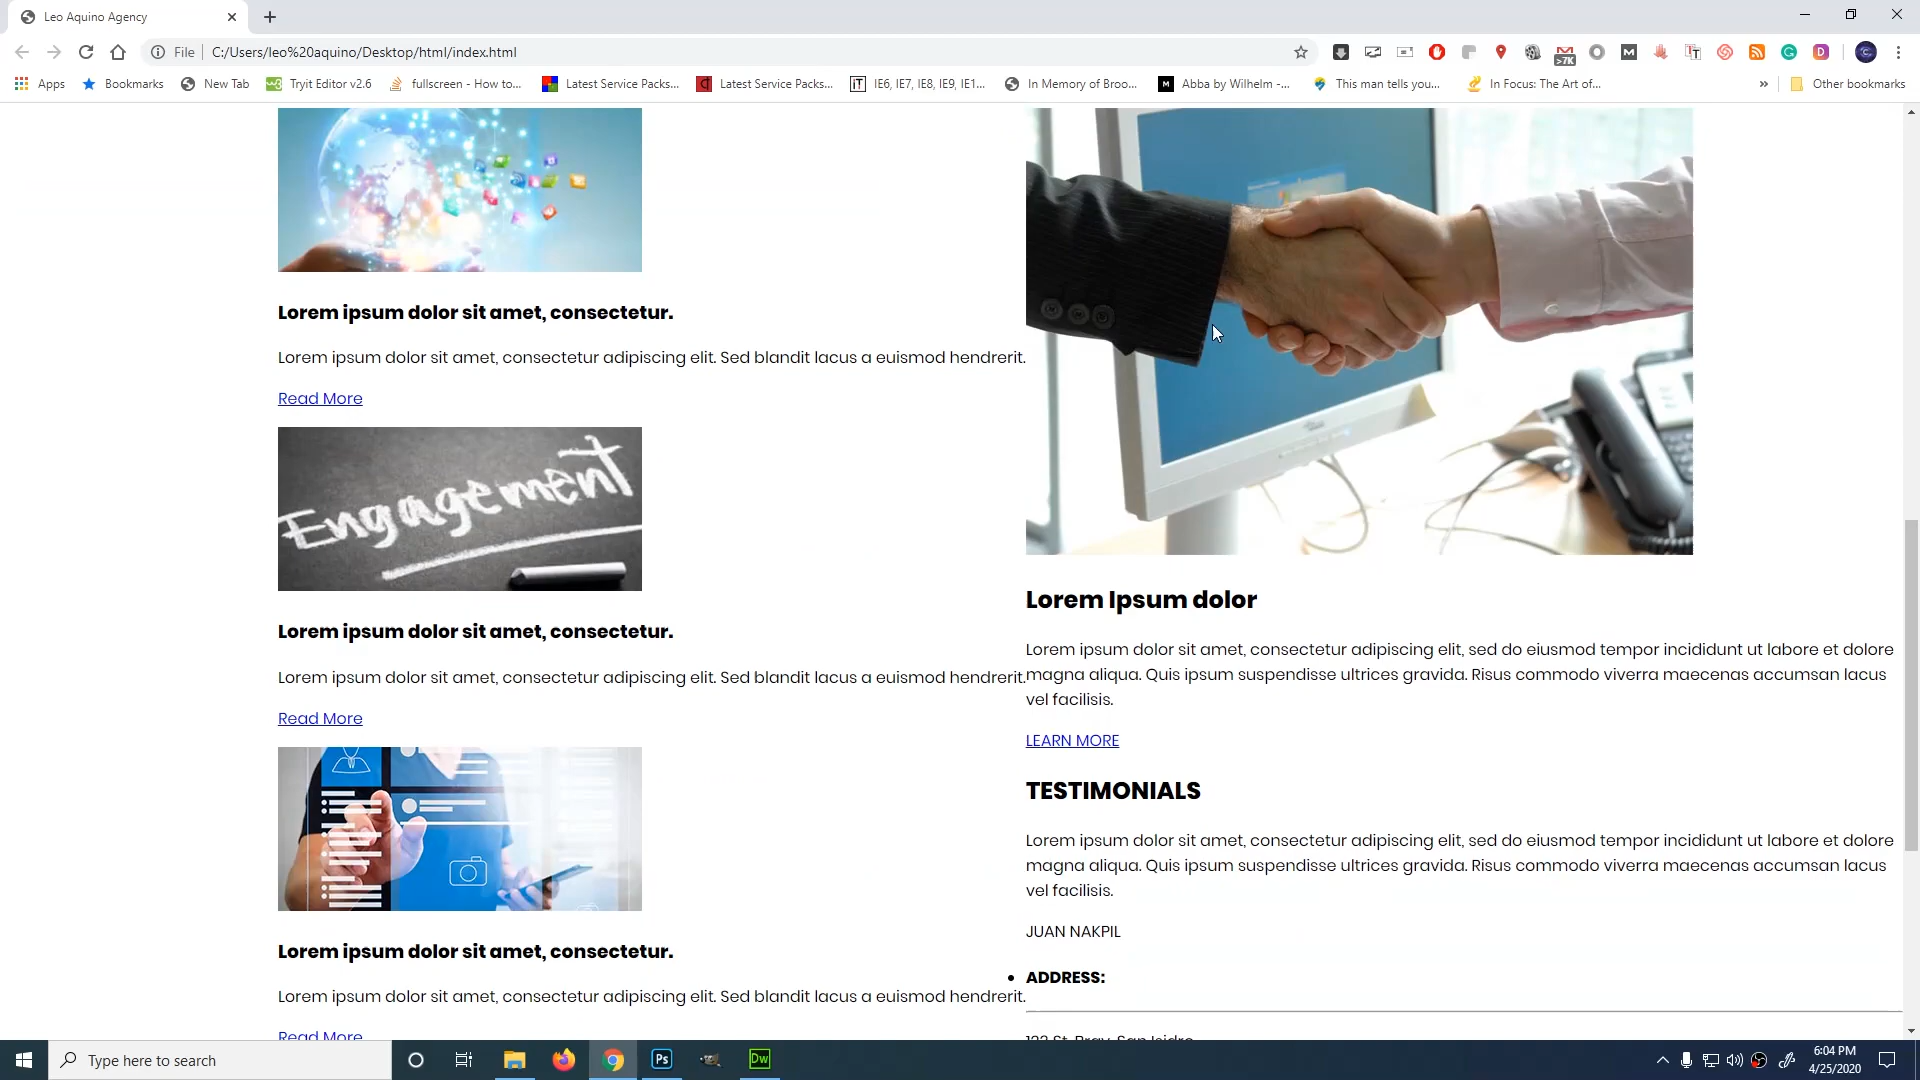 Leo Aquino Agency
File
C:/Users/leo%20aquino/Desktop/html/index.html
>7K
Apps
Bookmarks
New Tab
Tryit Editor v2.6
fullscreen - How to...
Latest Service Packs...
Latest Service Packs...
IE6, IE7, IE8, IE9, IE1...
In Memory of Broo...
Abba by Wilhelm -...
This man tells you...
In Focus: The Art of...
»
Other bookmarks
Lorem ipsum dolor sit amet, consectetur.
Lorem ipsum dolor sit amet, consectetur adipiscing elit. Sed blandit lacus a euismod hendrerit.
Read More
Engagement
Lorem ipsum dolor sit amet, consectetur.
Lorem ipsum dolor sit amet, consectetur adipiscing elit. Sed blandit lacus a euismod hendrerit.
Read More
Lorem ipsum dolor sit amet, consectetur.
Lorem ipsum dolor sit amet, consectetur adipiscing elit. Sed blandit lacus a euismod hendrerit.
Read More
Lorem Ipsum dolor
Lorem ipsum dolor sit amet, consectetur adipiscing elit, sed do eiusmod tempor incididunt ut labore et dolore
magna aliqua. Quis ipsum suspendisse ultrices gravida. Risus commodo viverra maecenas accumsan lacus
vel facilisis.
LEARN MORE
TESTIMONIALS
Lorem ipsum dolor sit amet, consectetur adipiscing elit, sed do eiusmod tempor incididunt ut labore et dolore
magna aliqua. Quis ipsum suspendisse ultrices gravida. Risus commodo viverra maecenas accumsan lacus
vel facilisis.
JUAN NAKPIL
• ADDRESS:
Type here to search
Ps
Dw
6:04 PM
4/25/2020